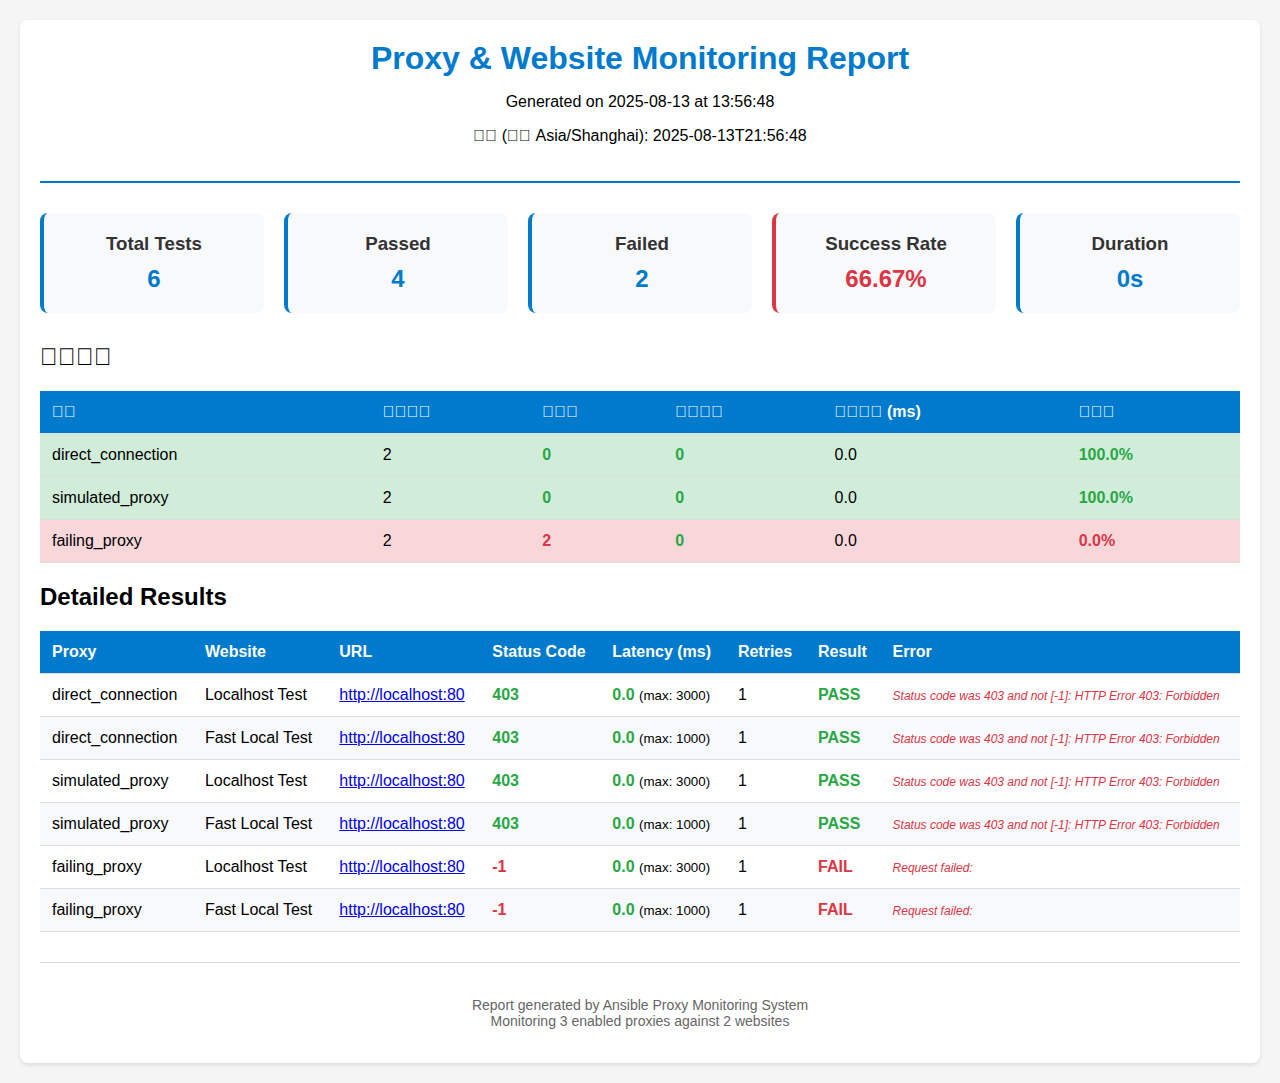 Proxy & Website Monitoring Report
Generated on 2025-08-13 at 13:56:48
( Asia/Shanghai): 2025-08-13T21:56:48
Total Tests Passed Failed Success Rate Duration
6 4 2 66.67% 0s
(ms)
direct_connection 2 0 0 0.0 100.0%
simulated_proxy 2 0 0 0.0 100.0%
failing_proxy 2 2 0 0.0 0.0%
Detailed Results
Proxy Website URL Status Code Latency (ms) Retries Result Error
direct_connection Localhost Test http://localhost:80 403 0.0 (max: 3000) 1 PASS Status code was 403 and not [-1]: HTTP Error 403: Forbidden
direct_connection Fast Local Test http://localhost:80 403 0.0 (max: 1000) 1 PASS Status code was 403 and not [-1]: HTTP Error 403: Forbidden
simulated_proxy Localhost Test http://localhost:80 403 0.0 (max: 3000) 1 PASS Status code was 403 and not [-1]: HTTP Error 403: Forbidden
simulated_proxy Fast Local Test http://localhost:80 403 0.0 (max: 1000) 1 PASS Status code was 403 and not [-1]: HTTP Error 403: Forbidden
failing_proxy Localhost Test http://localhost:80 -1 0.0 (max: 3000) 1 FAIL Request failed:
failing_proxy Fast Local Test http://localhost:80 -1 0.0 (max: 1000) 1 FAIL Request failed:
Report generated by Ansible Proxy Monitoring System
Monitoring 3 enabled proxies against 2 websites